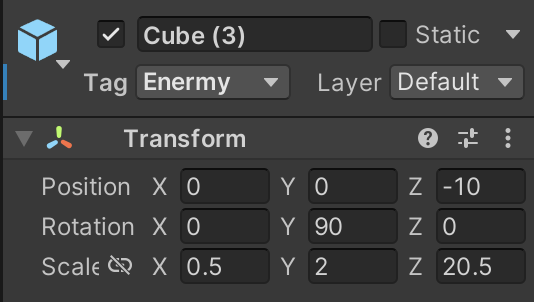 Cube (3) Static
Tag Enermy Layer Default
Transform
Position X 0 Y 0 Z -10
Rotation X 0 Y 90 Z 0
Scale X 0.5 Y 2 Z 20.5